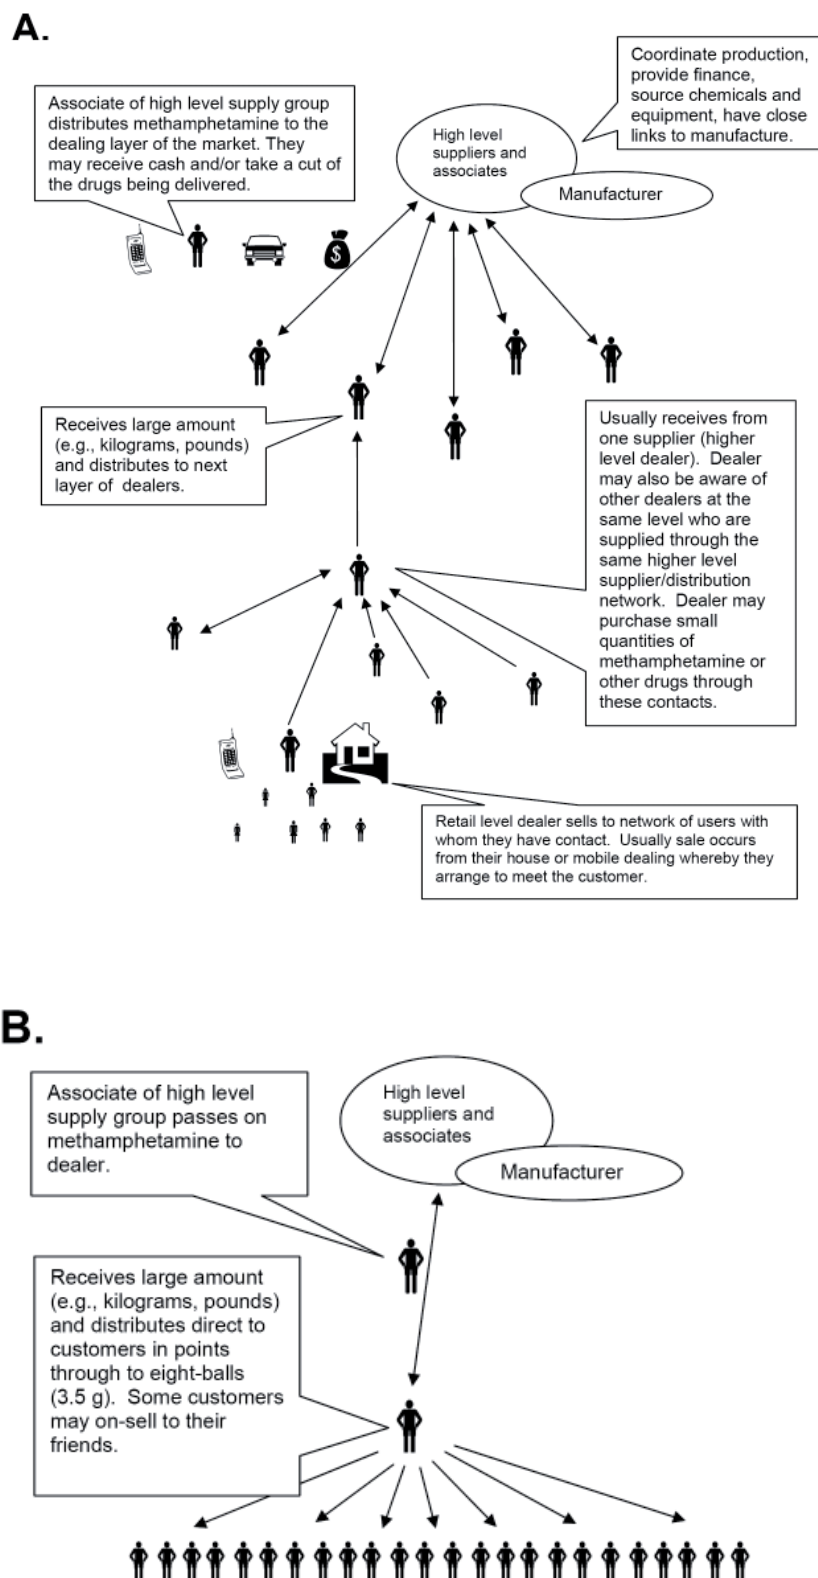 A.
Coordinate production,
provide finance,
source chemicals and
equipment, have close
links to manufacture.
Associate of high level supply group
distributes methamphetamine to the
dealing layer of the market. They
may receive cash and/or take a cut of
the drugs being delivered.
High level
suppliers and
associates
Manufacturer
$
Receives large amount
(e.g., kilograms, pounds)
and distributes to next
layer of dealers.
Usually receives from
one supplier (higher
level dealer). Dealer
may also be aware of
other dealers at the
same level who are
supplied through the
same higher level
supplier/distribution
network. Dealer may
purchase small
quantities of
methamphetamine or
other drugs through
these contacts.
Retail level dealer sells to network of users with
whom they have contact. Usually sale occurs
from their house or mobile dealing whereby they
arrange to meet the customer.
B.
Associate of high level
supply group passes on
methamphetamine to
dealer.
High level
suppliers and
associates
Manufacturer
Receives large amount
(e.g., kilograms, pounds)
and distributes direct to
customers in points
through to eight-balls
(3.5 g). Some customers
may on-sell to their
friends.